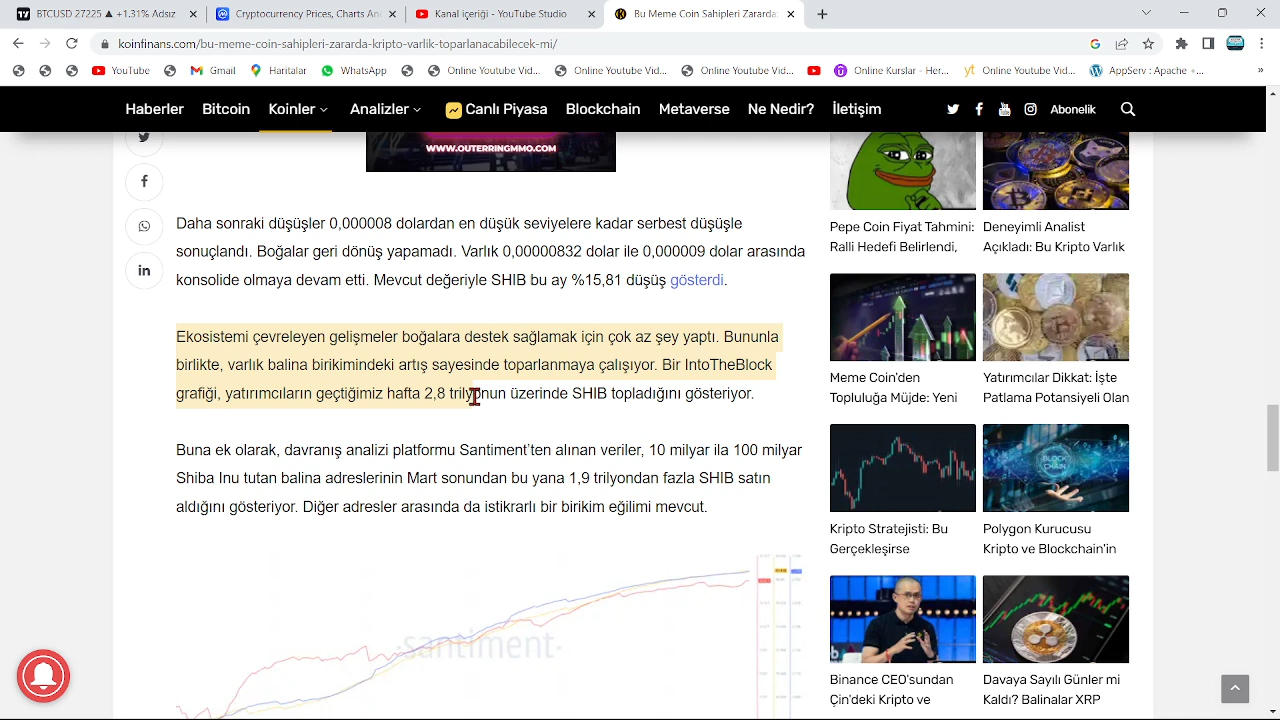 BTCUSD 27225 ▲ +1.31% Adsız
Cryptocurrency Prices, Charts An
Kanal İçeriği - YouTube Studio
Bu Meme Coin Sahipleri Zararda:
koinfinans.com/bu-meme-coin-sahipleri-zararda-kripto-varlik-toparlanacabilecekmi/
YouTube
Gmail
Haritalar
WhatsApp
Online Youtube Vid...
Online Youtube Vid...
Online Youtube Vid...
Online Kurslar - Her...
yt Online Youtube Vid...
AppServ : Apache +...
»
Haberler
Bitcoin
Koinler
Analizler
Canlı Piyasa
Blockchain
Metaverse
Ne Nedir?
İletişim
Abonelik
WWW.OUTERRINGMMO.COM
Daha sonraki düşüşler 0,000008 dolardan en düşük seviyelere kadar serbest düşüşle
sonuçlandı. Boğalar geri dönüş yapamadı. Varlık 0,00000832 dolar ile 0,000009 dolar arasında
konsolide olmaya devam etti. Mevcut değeriyle SHIB bu ay %15,81 düşüş gösterdi.
Ekosistemi çevreleyen gelişmeler boğalara destek sağlamak için çok az şey yaptı. Bununla
birlikte, varlık balina birikimindeki artış sayesinde toparlanmaya çalışıyor. Bir IntoTheBlock
grafiği, yatırımcıların geçtiğimiz hafta 2,8 trilyonun üzerinde SHIB topladığını gösteriyor.
Buna ek olarak, davranış analizi platformu Santiment'ten alınan veriler, 10 milyar ila 100 milyar
Shiba Inu tutan balina adreslerinin Mart sonundan bu yana 1,9 trilyondan fazla SHIB satın
aldığını gösteriyor. Diğer adresler arasında da istikrarlı bir birikim eğilimi mevcut.
santiment
Pepe Coin Fiyat Tahmini:
Ralli Hedefi Belirlendi,
Deneyimli Analist
Açıkladı: Bu Kripto Varlık
Meme Coin'den
Topluluğa Müjde: Yeni
Yatırımcılar Dikkat: İşte
Patlama Potansiyeli Olan
BLOCK
CHAIN
Kripto Stratejisti: Bu
Gerçekleşirse
Polygon Kurucusu
Kripto ve Blockchain'in
Binance CEO'sundan
Çin'deki Kripto ve
Davaya Sayılı Günler mi
Kaldı? Balinalar XRP